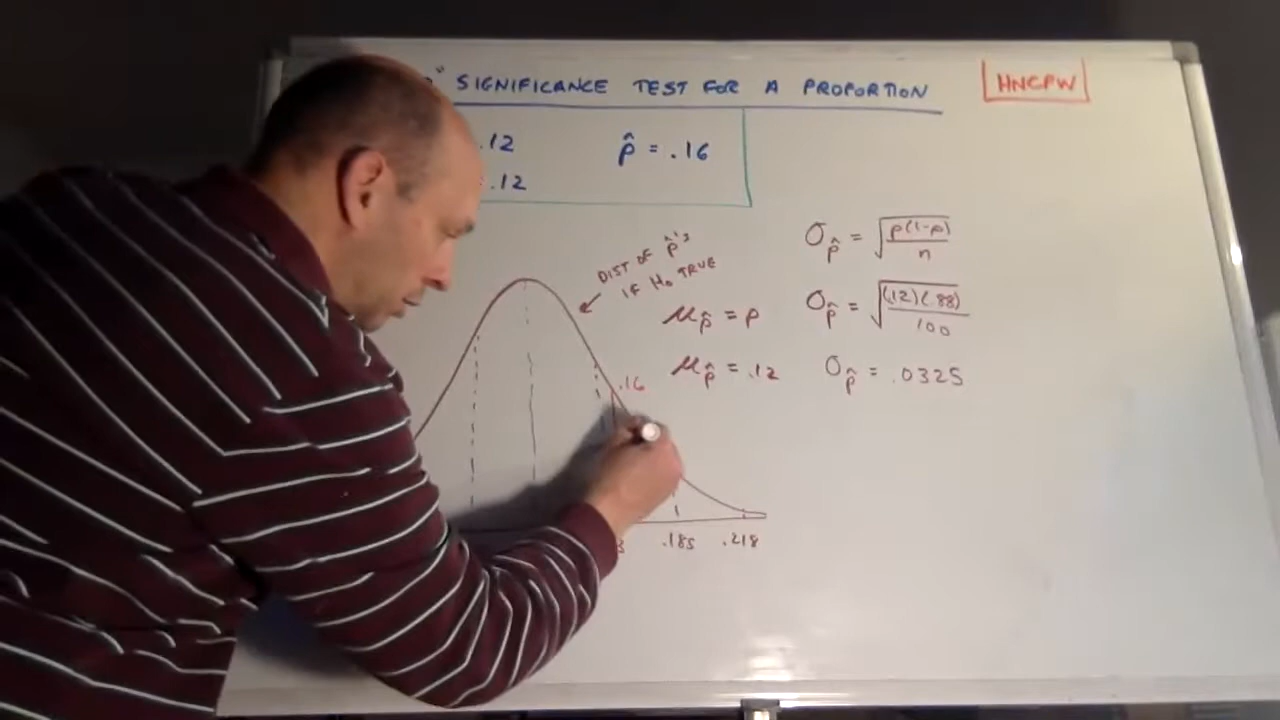 SIGNIFICANCE TEST FOR A PROPORTION
HNCPW
.12
p̂ = .16
.12
DIST OF p̂'s
IF H₀ TRUE
σp̂ = √(p(1-p)/n)
μp̂ = p
σp̂ = √((.12)(.88)/100)
μp̂ = .12
σp̂ = .0325
.16
.185
.218